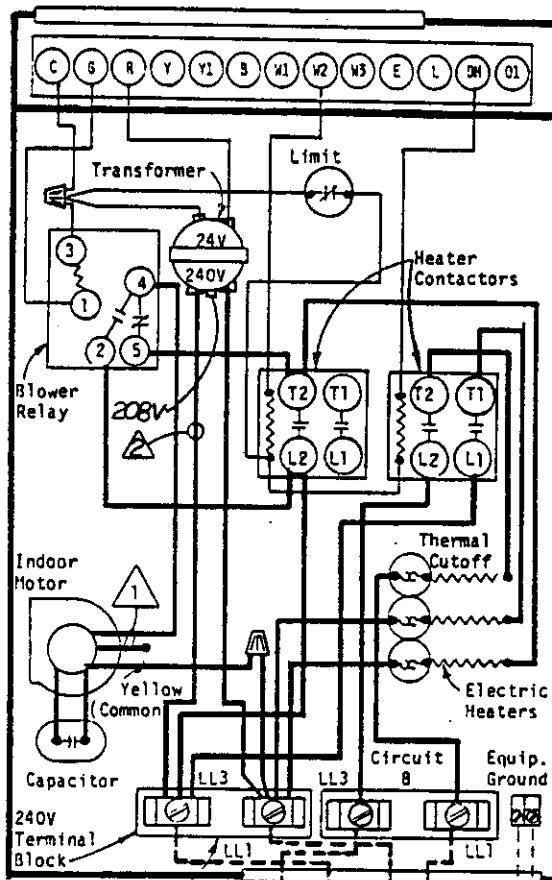 C G R Y Y1 B W1 W2 W3 E L DH O1
Transformer
Limit
24V
240V
3
1
4
2
5
Heater
Contactors
Blower
Relay
208V
2
T2 T1
L2 L1
T2 T1
L2 L1
Thermal
Cutoff
Indoor
Motor
1
Yellow
(Common
Electric
Heaters
Capacitor
LL3
LL3
Circuit
B
Equip.
Ground
240V
Terminal
Block
LL1
LL1